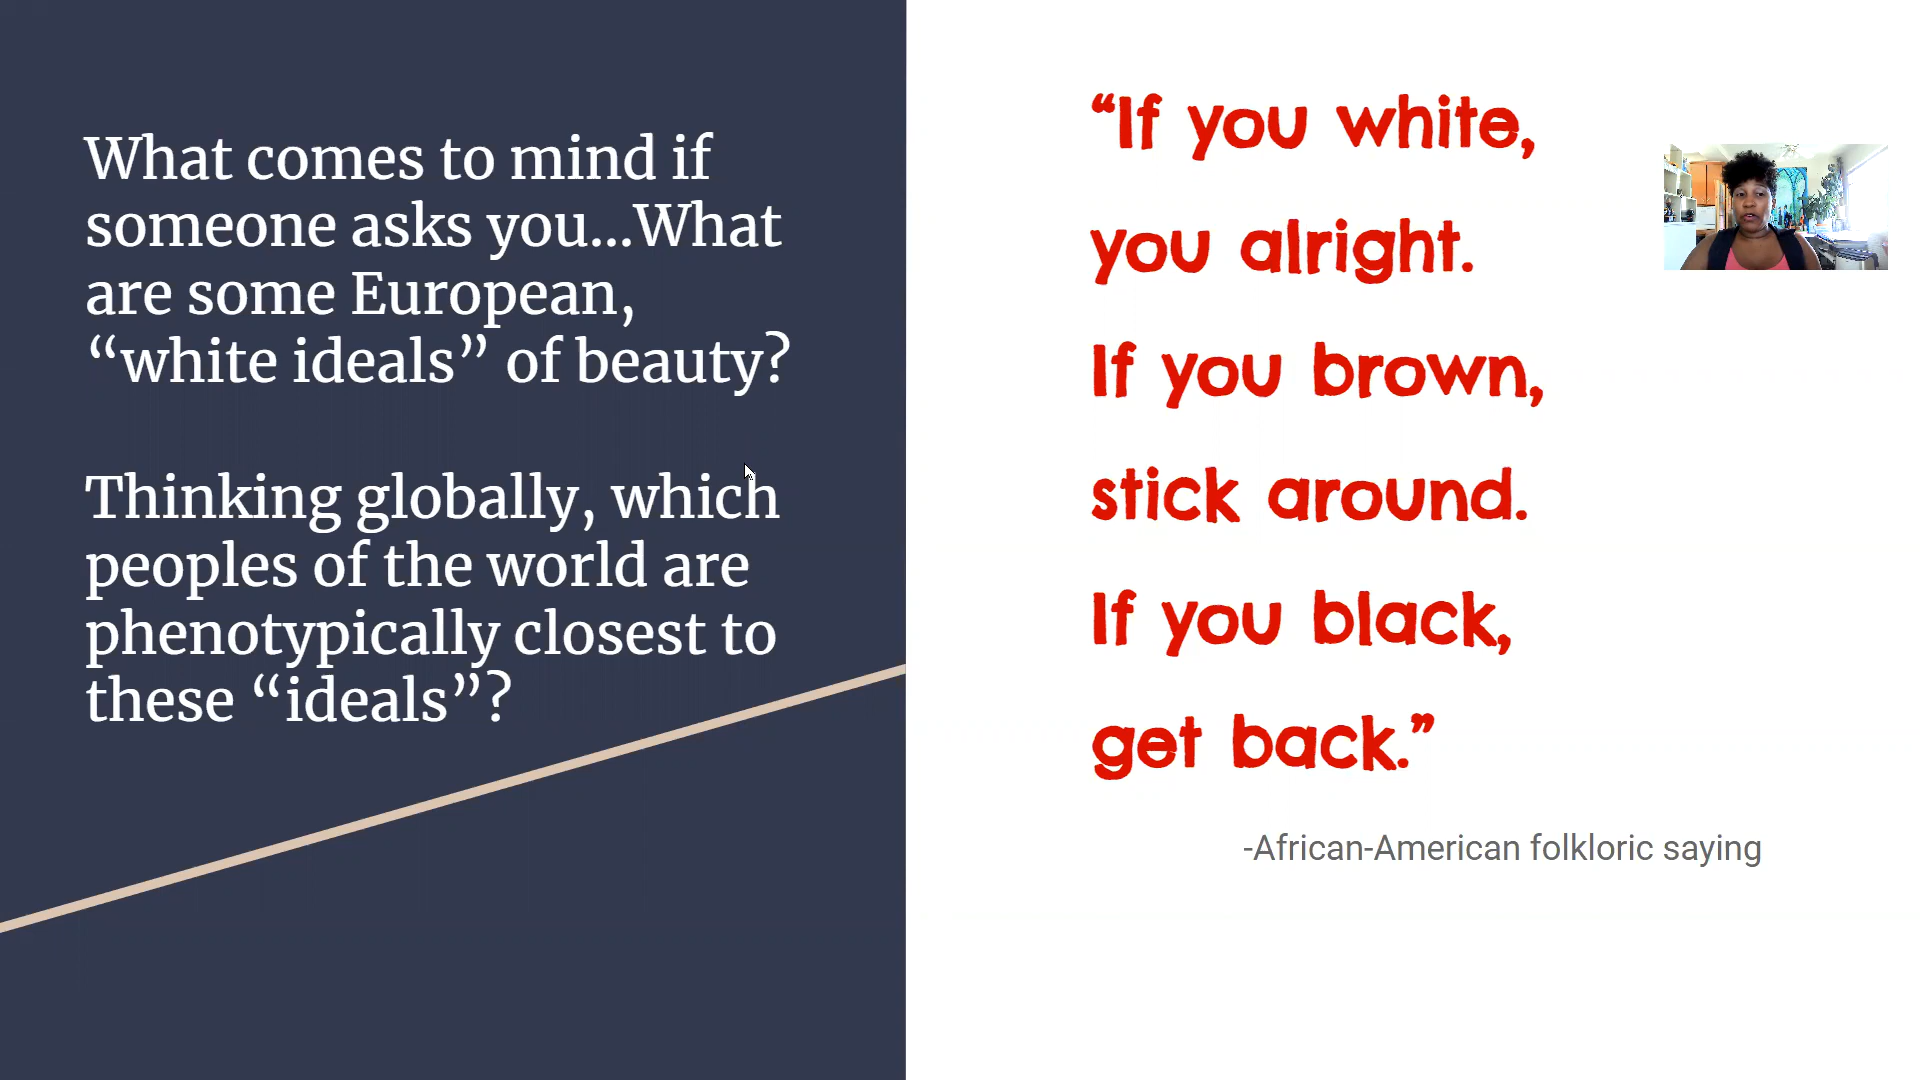 What comes to mind if
someone asks you...What
are some European,
“white ideals” of beauty?
Thinking globally, which
peoples of the world are
phenotypically closest to
these “ideals”?
“If you white,
you alright.
If you brown,
stick around.
If you black,
get back.”
-African-American folkloric saying